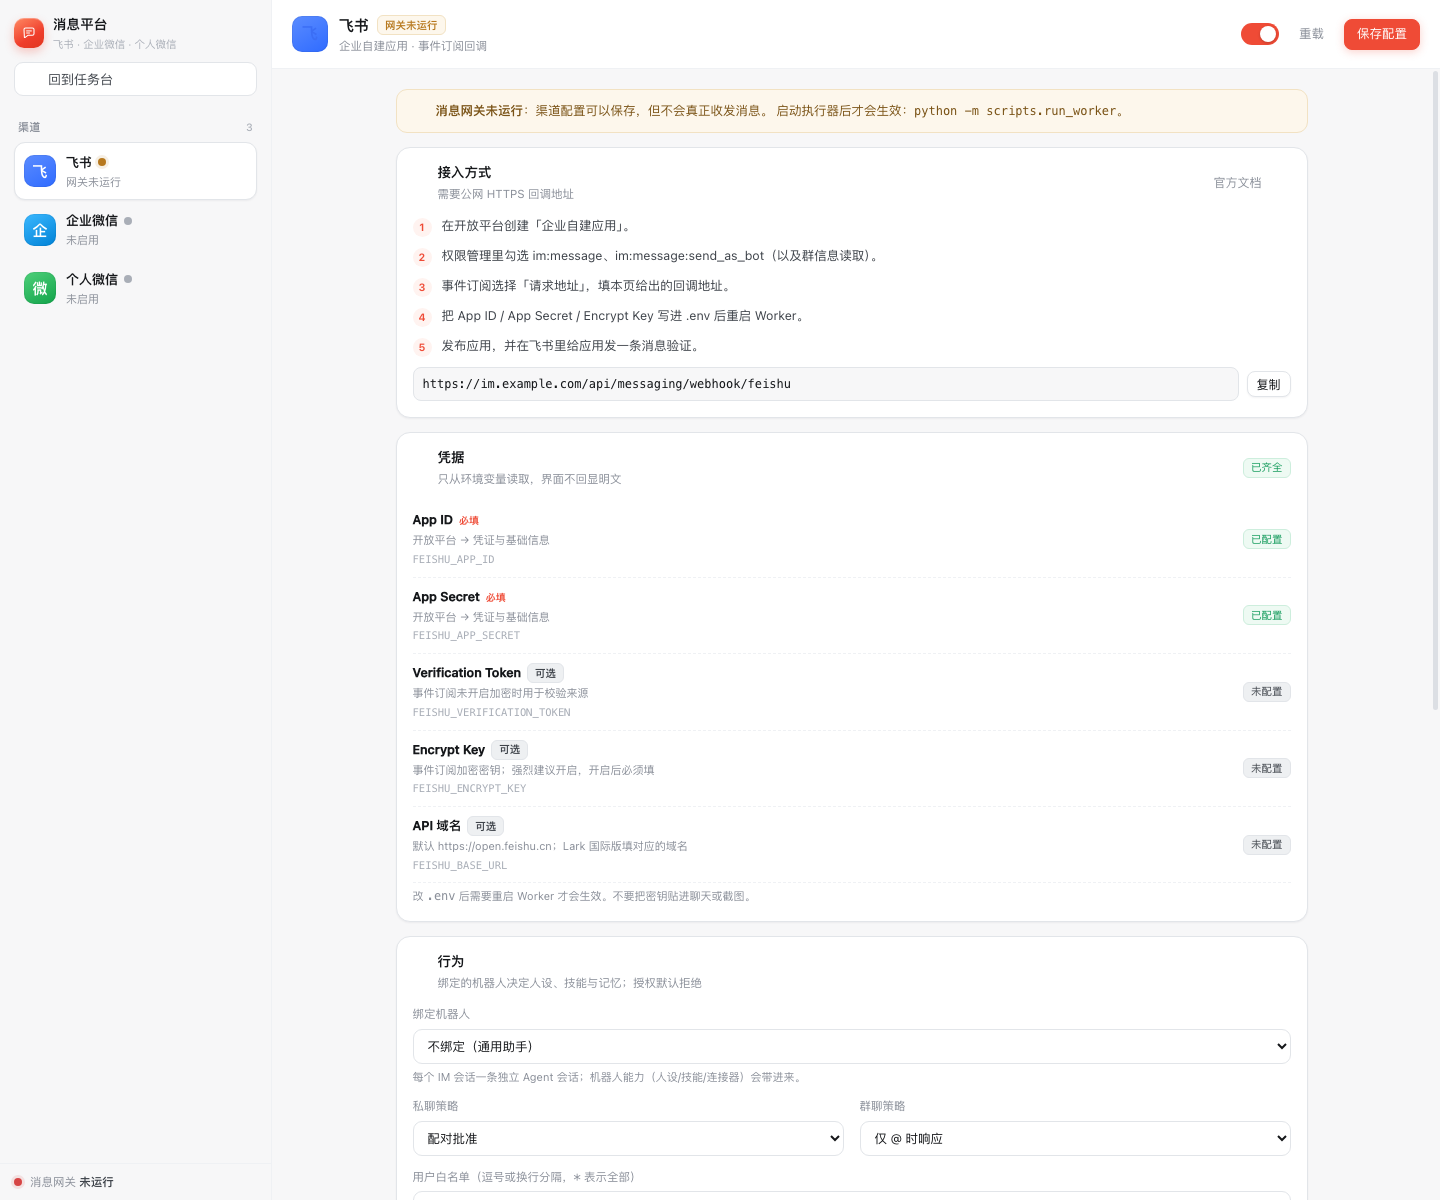 消息平台
飞书 · 企业微信 · 个人微信
回到任务台
渠道
3
飞
飞书
网关未运行
企
企业微信
未启用
微
个人微信
未启用
消息网关 未运行
飞
飞书
网关未运行
企业自建应用 · 事件订阅回调
重载
保存配置
消息网关未运行：渠道配置可以保存，但不会真正收发消息。 启动执行器后才会生效：python -m scripts.run_worker。
接入方式
需要公网 HTTPS 回调地址
官方文档
1 在开放平台创建「企业自建应用」。
2 权限管理里勾选 im:message、im:message:send_as_bot（以及群信息读取）。
3 事件订阅选择「请求地址」，填本页给出的回调地址。
4 把 App ID / App Secret / Encrypt Key 写进 .env 后重启 Worker。
5 发布应用，并在飞书里给应用发一条消息验证。
https://im.example.com/api/messaging/webhook/feishu
复制
凭据
只从环境变量读取，界面不回显明文
已齐全
App ID 必填
开放平台 → 凭证与基础信息
FEISHU_APP_ID
已配置
App Secret 必填
开放平台 → 凭证与基础信息
FEISHU_APP_SECRET
已配置
Verification Token 可选
事件订阅未开启加密时用于校验来源
FEISHU_VERIFICATION_TOKEN
未配置
Encrypt Key 可选
事件订阅加密密钥；强烈建议开启，开启后必须填
FEISHU_ENCRYPT_KEY
未配置
API 域名 可选
默认 https://open.feishu.cn；Lark 国际版填对应的域名
FEISHU_BASE_URL
未配置
改 .env 后需要重启 Worker 才会生效。不要把密钥贴进聊天或截图。
行为
绑定的机器人决定人设、技能与记忆；授权默认拒绝
绑定机器人
不绑定（通用助手）
每个 IM 会话一条独立 Agent 会话；机器人能力（人设/技能/连接器）会带进来。
私聊策略
群聊策略
配对批准
仅 @ 时响应
用户白名单（逗号或换行分隔，* 表示全部）